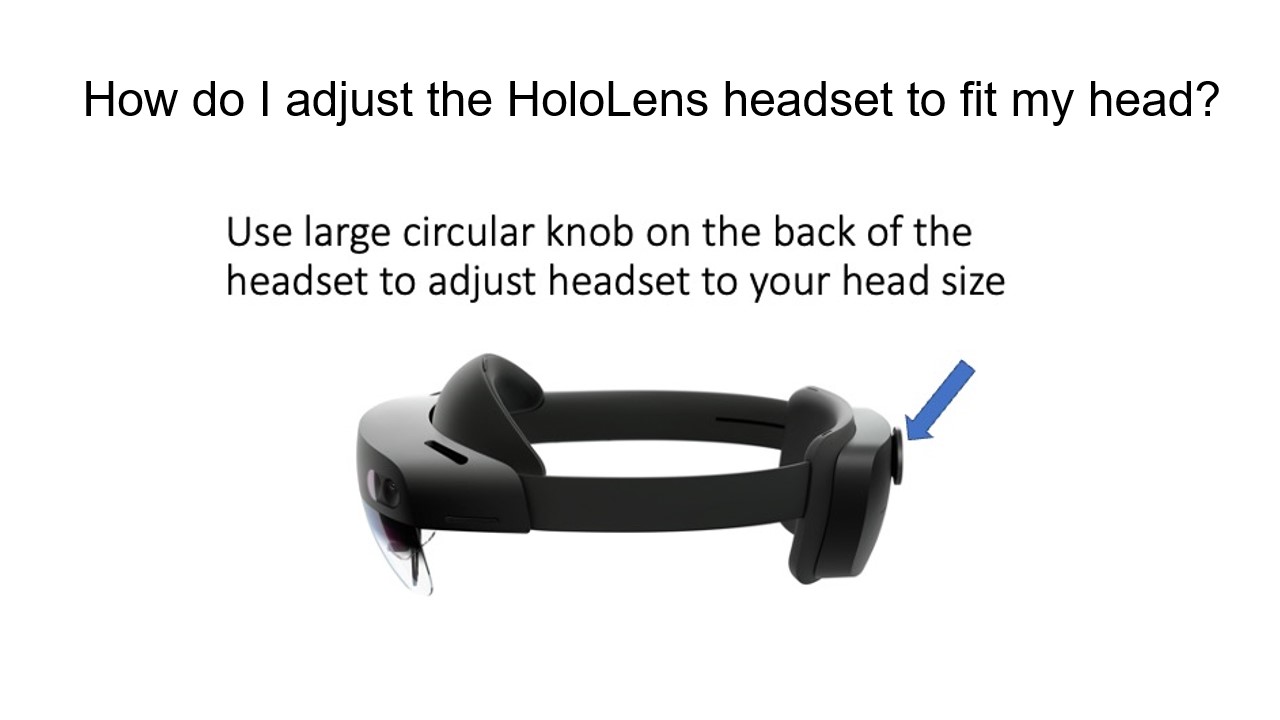 How do I adjust the HoloLens headset to fit my head?
Use large circular knob on the back of the
headset to adjust headset to your head size